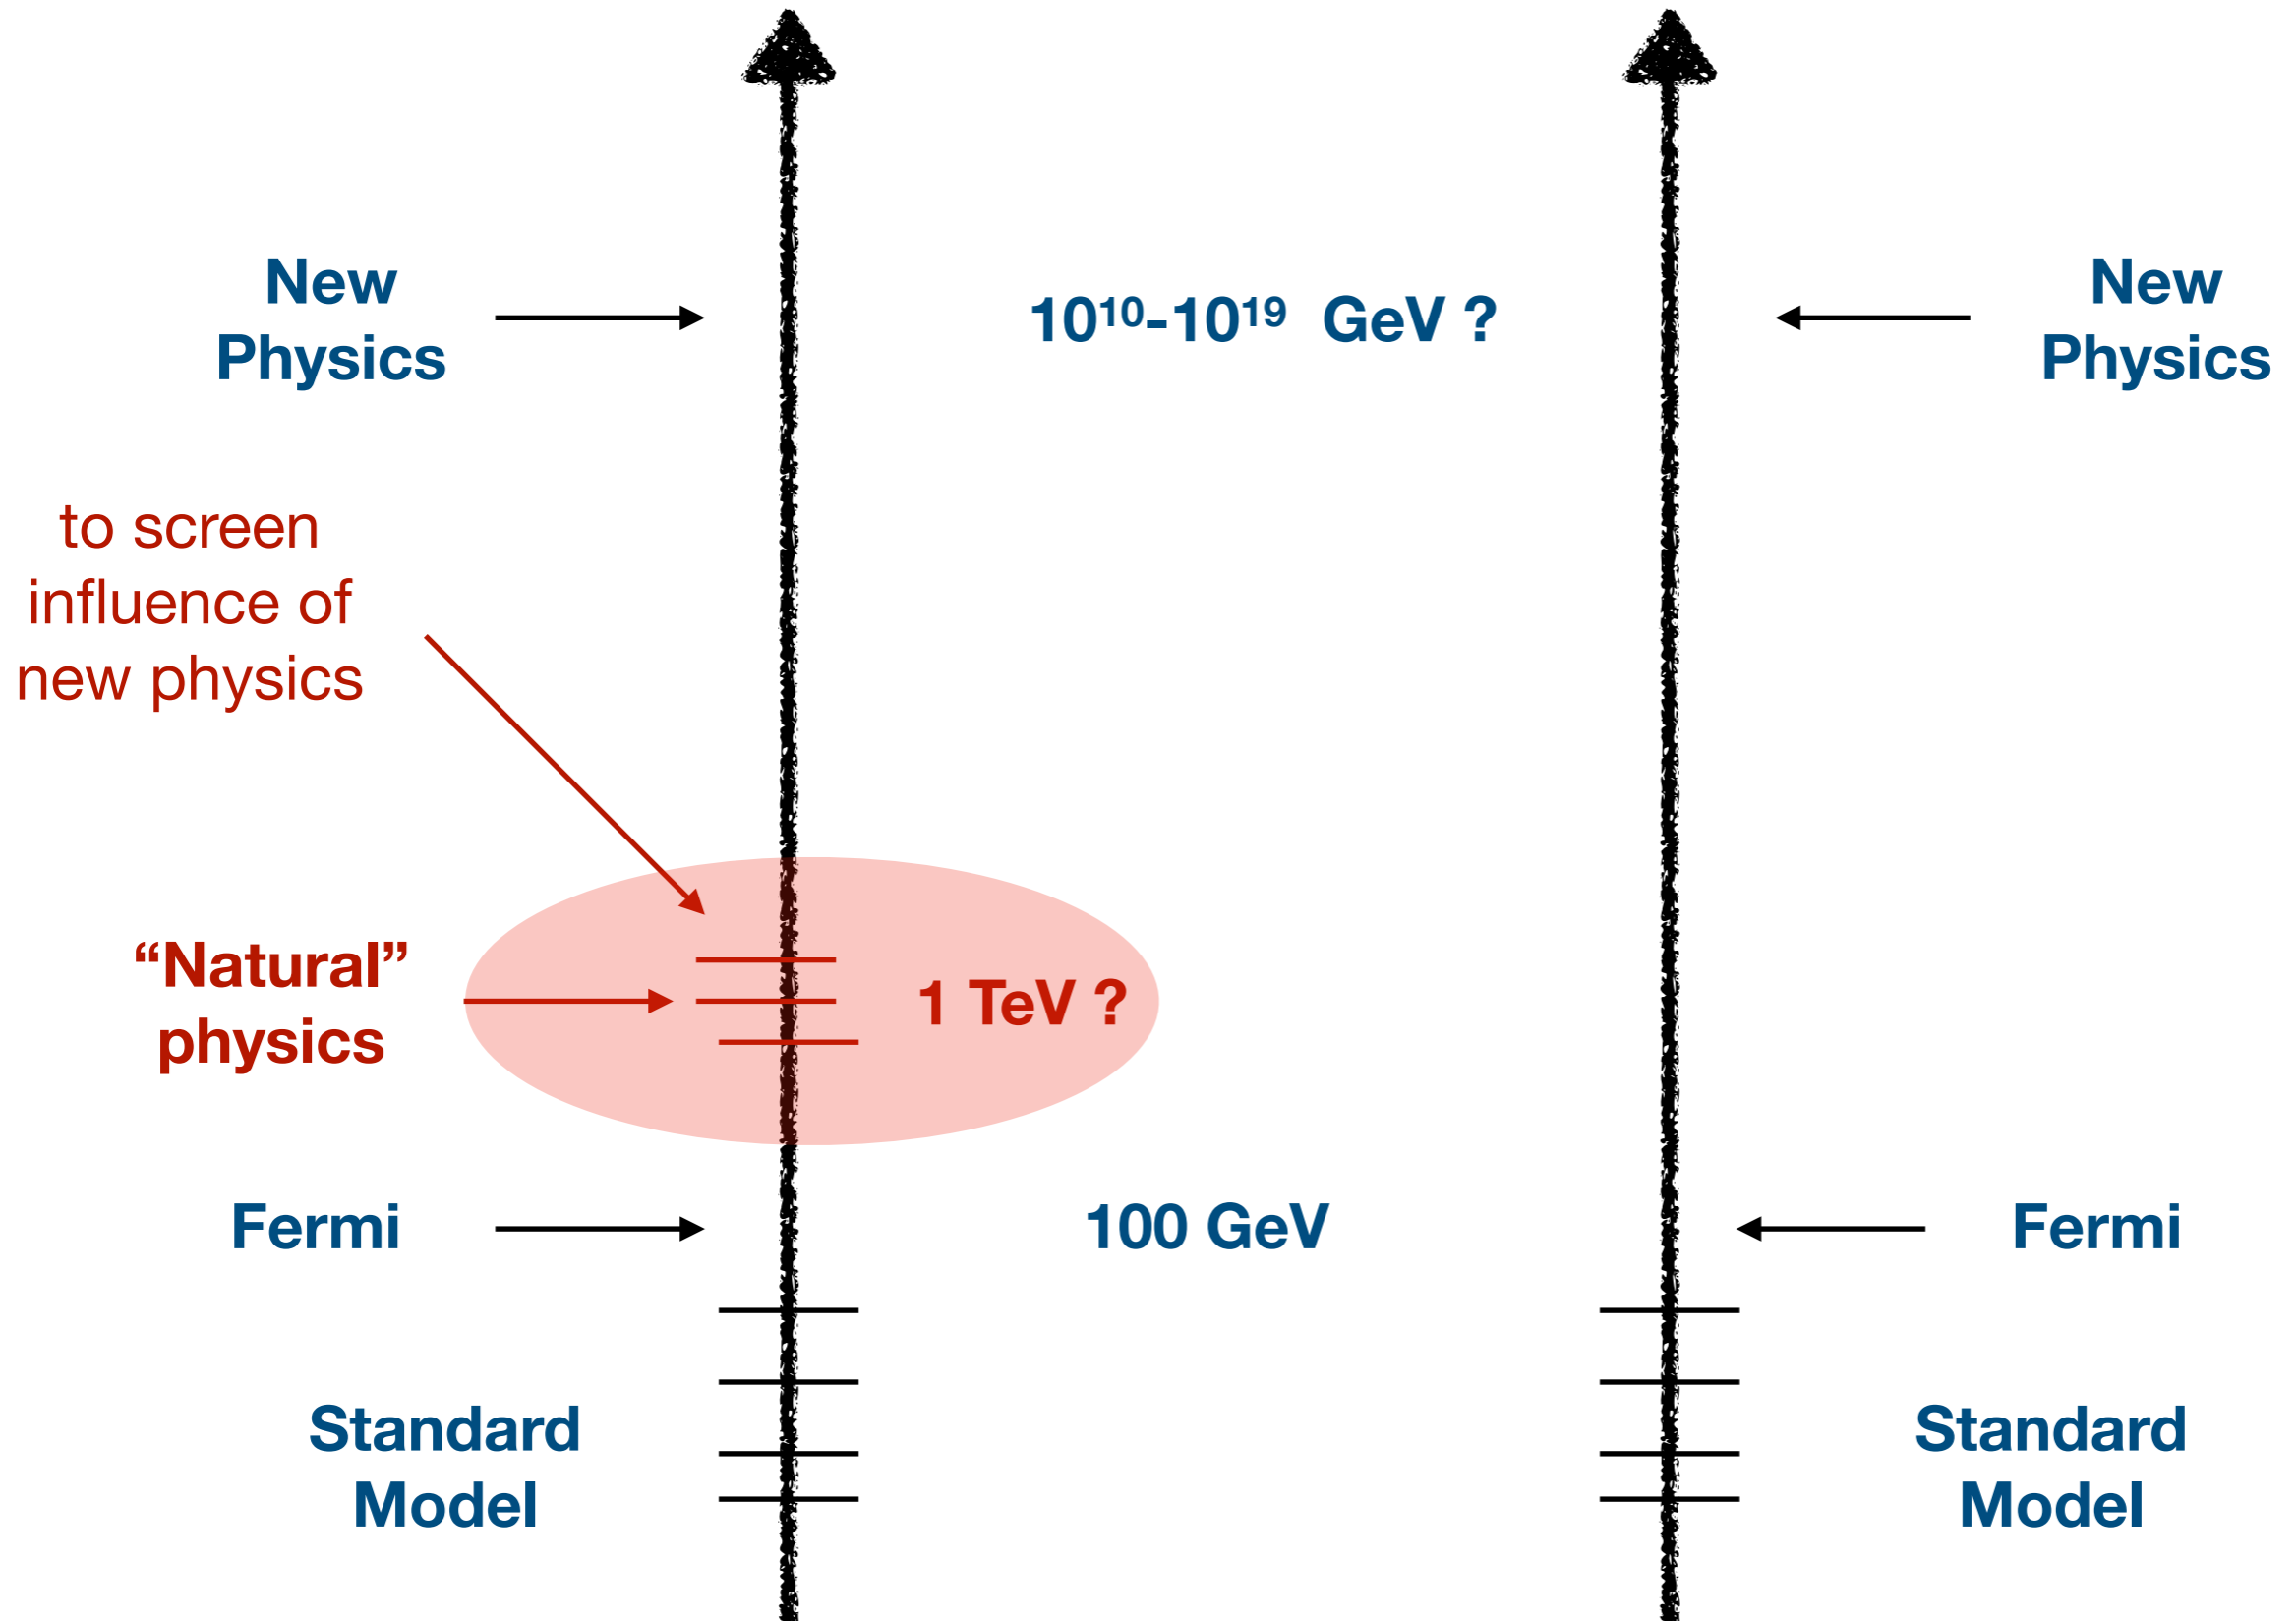 New
Physics
10¹⁰-10¹⁹ GeV ?
New
Physics
to screen
influence of
new physics
“Natural”
physics
1 TeV ?
Fermi
100 GeV
Fermi
Standard
Model
Standard
Model